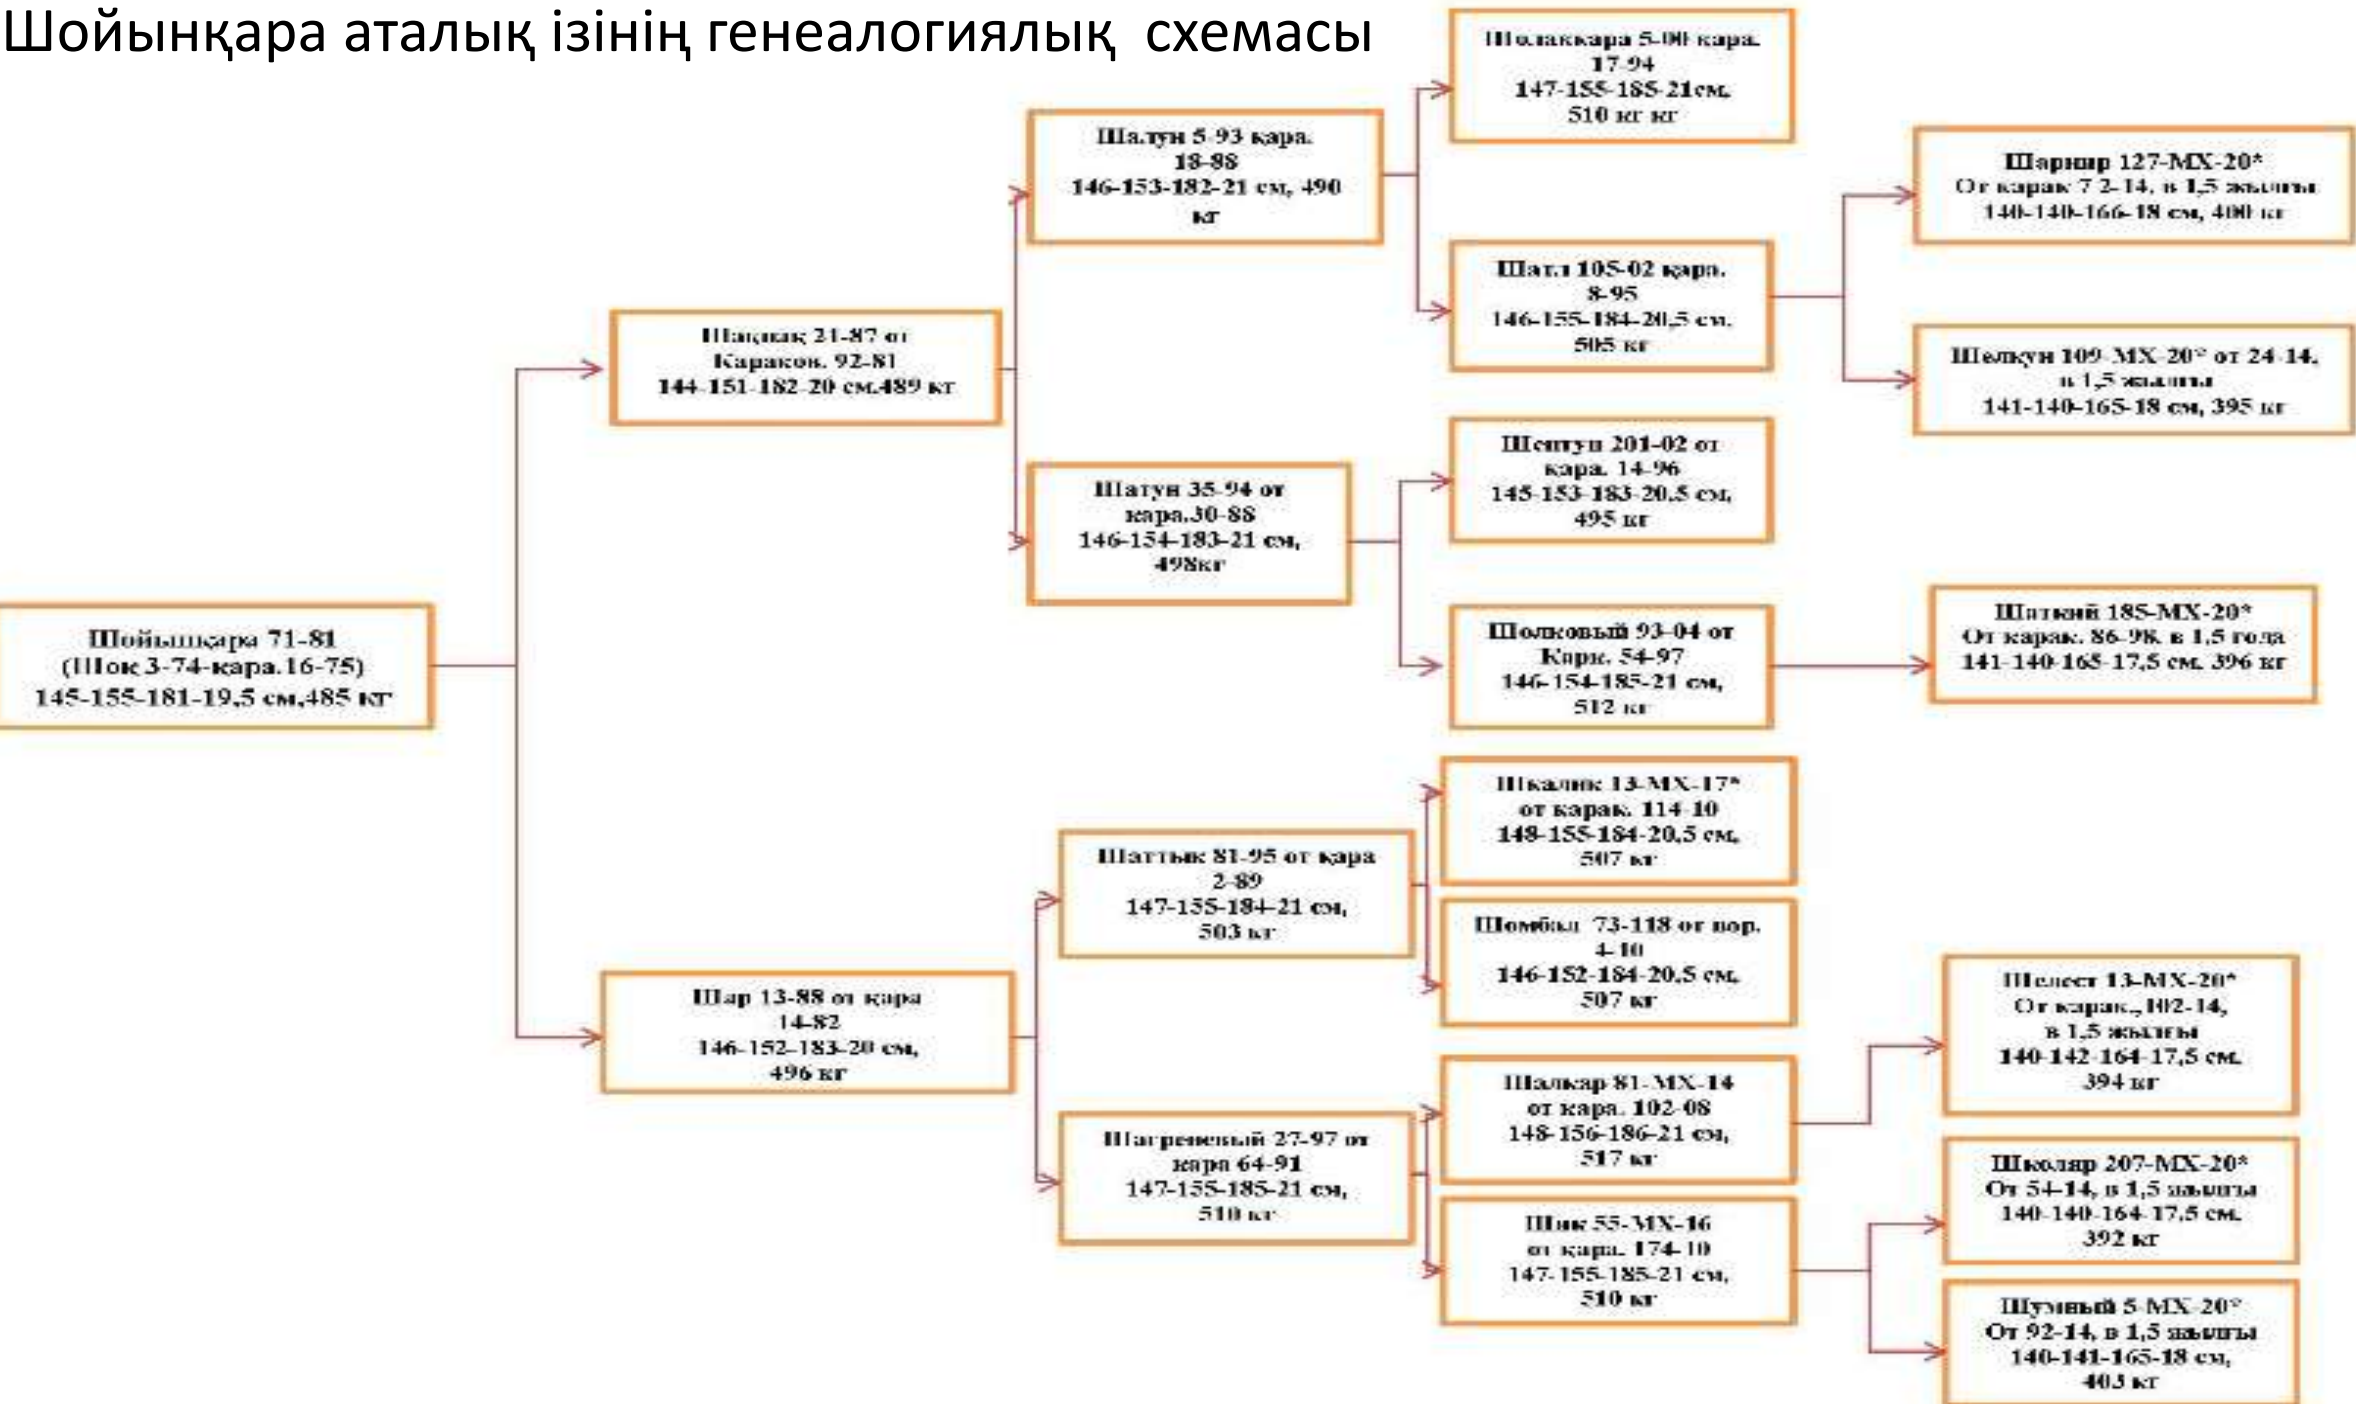 Шойынқара аталық ізінің генеалогиялық схемасы
Шолаккара 5-00 кара.
17-94
147-155-185-21см,
510 кг кг
Шалун 5-93 қара.
18-88
146-153-182-21 см, 490
кг
Шарнир 127-МХ-20*
От карак 7 2-14, в 1,5 жылғы
140-140-166-18 см, 400 кг
Шатл 105-02 қара.
8-95
146-155-184-20,5 см.
505 кг
Шақпақ 21-87 от
Караков. 92-81
144-151-182-20 см.489 кг
Шелкун 109-МХ-20* от 24-14,
в 1,5 жылғы
141-140-165-18 см, 395 кг
Шептун 201-02 от
қара. 14-96
145-153-183-20,5 см,
495 кг
Шатун 35-94 от
кара.30-88
146-154-183-21 см,
498кг
Шойынқара 71-81
(Шок 3-74-қара.16-75)
145-155-181-19,5 см,485 кг
Шолковый 93-04 от
Карк. 54-97
146-154-185-21 см,
512 кг
Шаткий 185-МХ-20*
От карак. 86-98, в 1,5 года
141-140-165-17,5 см. 396 кг
Шкалик 13-МХ-17*
от карак. 114-10
148-155-184-20,5 см,
507 кг
Шаттык 81-95 от қара
2-89
147-155-184-21 см,
503 кг
Шомбал 73-118 от вор.
4-10
146-152-184-20,5 см,
507 кг
Шар 13-88 от қара
14-82
146-152-183-20 см,
496 кг
Шелест 13-МХ-20*
От карак., 102-14,
в 1,5 жылғы
140-142-164-17,5 см.
394 кг
Шалкар 81-МХ-14
от кара. 102-08
148-156-186-21 см,
517 кг
Шагреневый 27-97 от
кара 64-91
147-155-185-21 см,
510 кг
Школяр 207-МХ-20*
От 54-14, в 1,5 жылғы
140-140-164-17,5 см.
392 кг
Шик 55-МХ-16
от қара. 174-10
147-155-185-21 см,
510 кг
Шумный 5-МХ-20*
От 92-14, в 1,5 жылғы
140-141-165-18 см,
403 кг